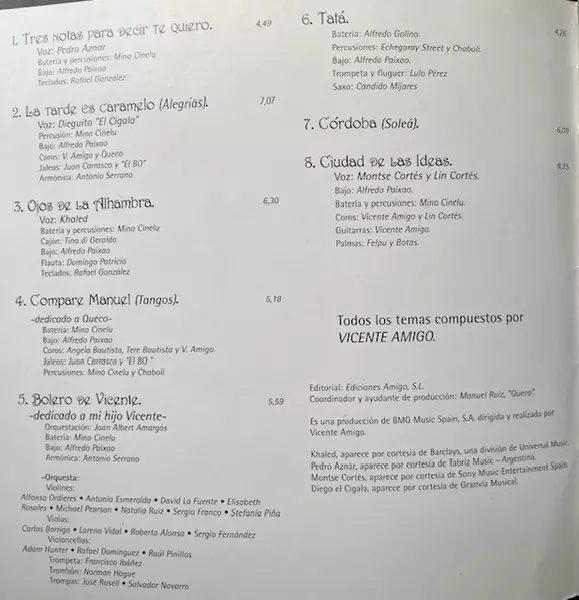 1. Tres notas para decir te quiero. 4,49
Voz: Pedro Aznar
Batería y percusiones: Mino Cinelu
Bajo: Alfredo Paixao
Teclados: Rafael González
2. La tarde es caramelo (Alegrías). 7,07
Voz: Dieguito "El Cigala"
Percusión: Mino Cinelu
Bajo: Alfredo Paixao
Coros: V. Amigo y Queco
Jaleos: Juan Carrasco y "El BO"
Armónica: Antonio Serrano
3. Ojos de la Alhambra. 6,30
Voz: Khaled
Batería y percusiones: Mino Cinelu
Cajón: Tino di Geraldo
Bajo: Alfredo Paixao
Flauta: Domingo Patricio
Teclados: Rafael González
4. Compare Manuel (Tangos). 5,18
-dedicado a Queco-
Batería: Mino Cinelu
Bajo: Alfredo Paixao
Coros: Angela Bautista, Tere Bautista y V. Amigo.
Jaleos: Juan Carrasco y "El BO"
Percusiones: Mino Cinelu y Chaboli
5. Bolero de Vicente. 5,59
-dedicado a mi hijo Vicente-
Orquestación: Joan Albert Amargós
Batería: Mino Cinelu
Bajo: Alfredo Paixao
Armónica: Antonio Serrano
-Orquesta:
Violines:
Alfonso Ordieres • Antonio Esmeralda • David La Fuente • Elisabeth
Rosales • Michael Pearson • Natalia Ruiz • Sergio Franco • Stefania Piña
Violas:
Carlos Barriga • Lorena Vidal • Roberto Alonso • Sergio Fernández
Violoncellos:
Adam Hunter • Rafael Domínguez • Raúl Pinillos
Trompeta: Francisco Ibáñez
Trombón: Norman Hogue
Trompas: José Rosell • Salvador Navarro
6. Tatá. 4,26
Batería: Alfredo Golino.
Percusiones: Echegaray Street y Chaboli.
Bajo: Alfredo Paixao.
Trompeta y fluguer: Lulo Pérez
Saxo: Cándido Mijares
7. Córdoba (Soleá). 6,09
8. Ciudad de las Ideas. 8,25
Voz: Montse Cortés y Lin Cortés.
Bajo: Alfredo Paixao.
Batería y percusiones: Mino Cinelu.
Coros: Vicente Amigo y Lin Cortés.
Guitarras: Vicente Amigo.
Palmas: Felpu y Botas.
Todos los temas compuestos por
VICENTE AMIGO.
Editorial: Ediciones Amigo, S.L.
Coordinador y ayudante de producción: Manuel Ruiz, "Queco".
Es una producción de BMG Music Spain, S.A. dirigida y realizada por
Vicente Amigo.
Khaled, aparece por cortesía de Barclays, una división de Universal Music.
Pedro Aznar, aparece por cortesía de Tabriz Music - Argentina.
Montse Cortés, aparece por cortesía de Sony Music Entertainment Spain.
Diego el Cigala, aparece por cortesía de Granvía Musical.